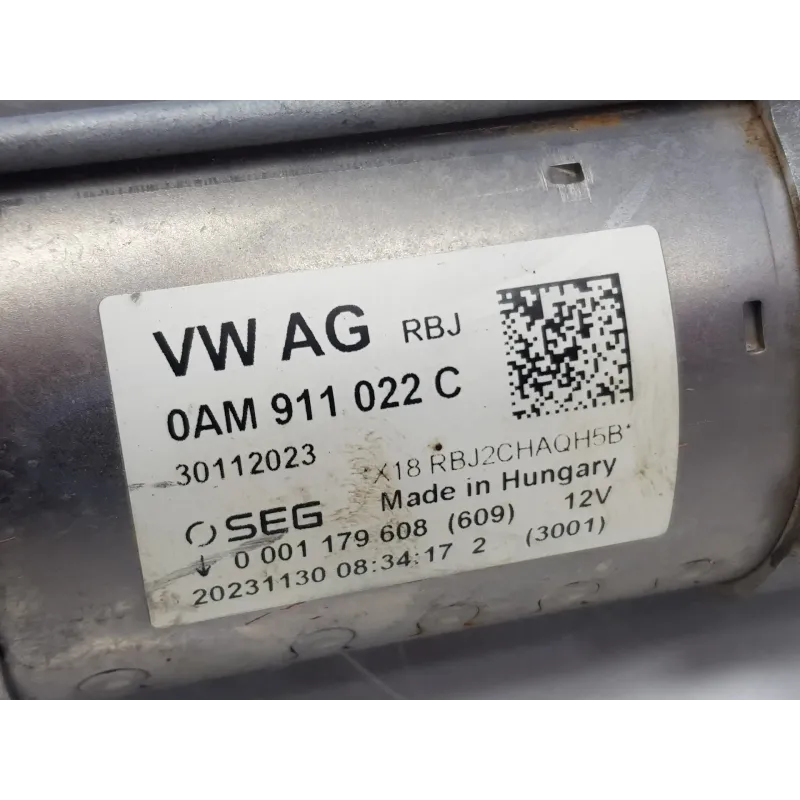 VW AG RBJ
0AM 911 022 C
30112023
*X18 RBJ2CHAQH5B*
Made in Hungary
SEG
0 001 179 608 (609) 12V
20231130 08:34:17 2 (3001)